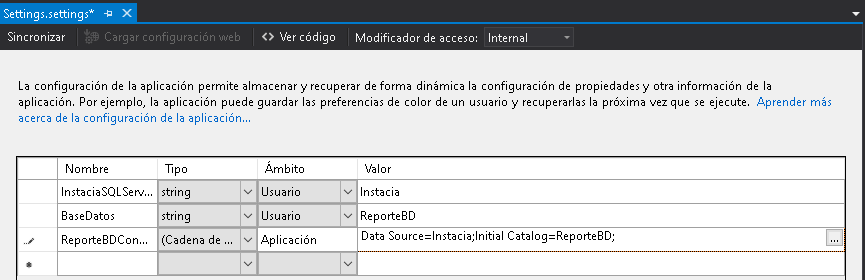 Settings.settings*
Sincronizar Cargar configuración web <> Ver código Modificador de acceso: Internal
La configuración de la aplicación permite almacenar y recuperar de forma dinámica la configuración de propiedades y otra información de la
aplicación. Por ejemplo, la aplicación puede guardar las preferencias de color de un usuario y recuperarlas la próxima vez que se ejecute. Aprender más
acerca de la configuración de la aplicación...
Nombre Tipo Ámbito Valor
InstaciaSQLServ... string Usuario Instacia
BaseDatos string Usuario ReporteBD
ReporteBDCon... (Cadena de ... Aplicación Data Source=Instacia;Initial Catalog=ReporteBD; ...